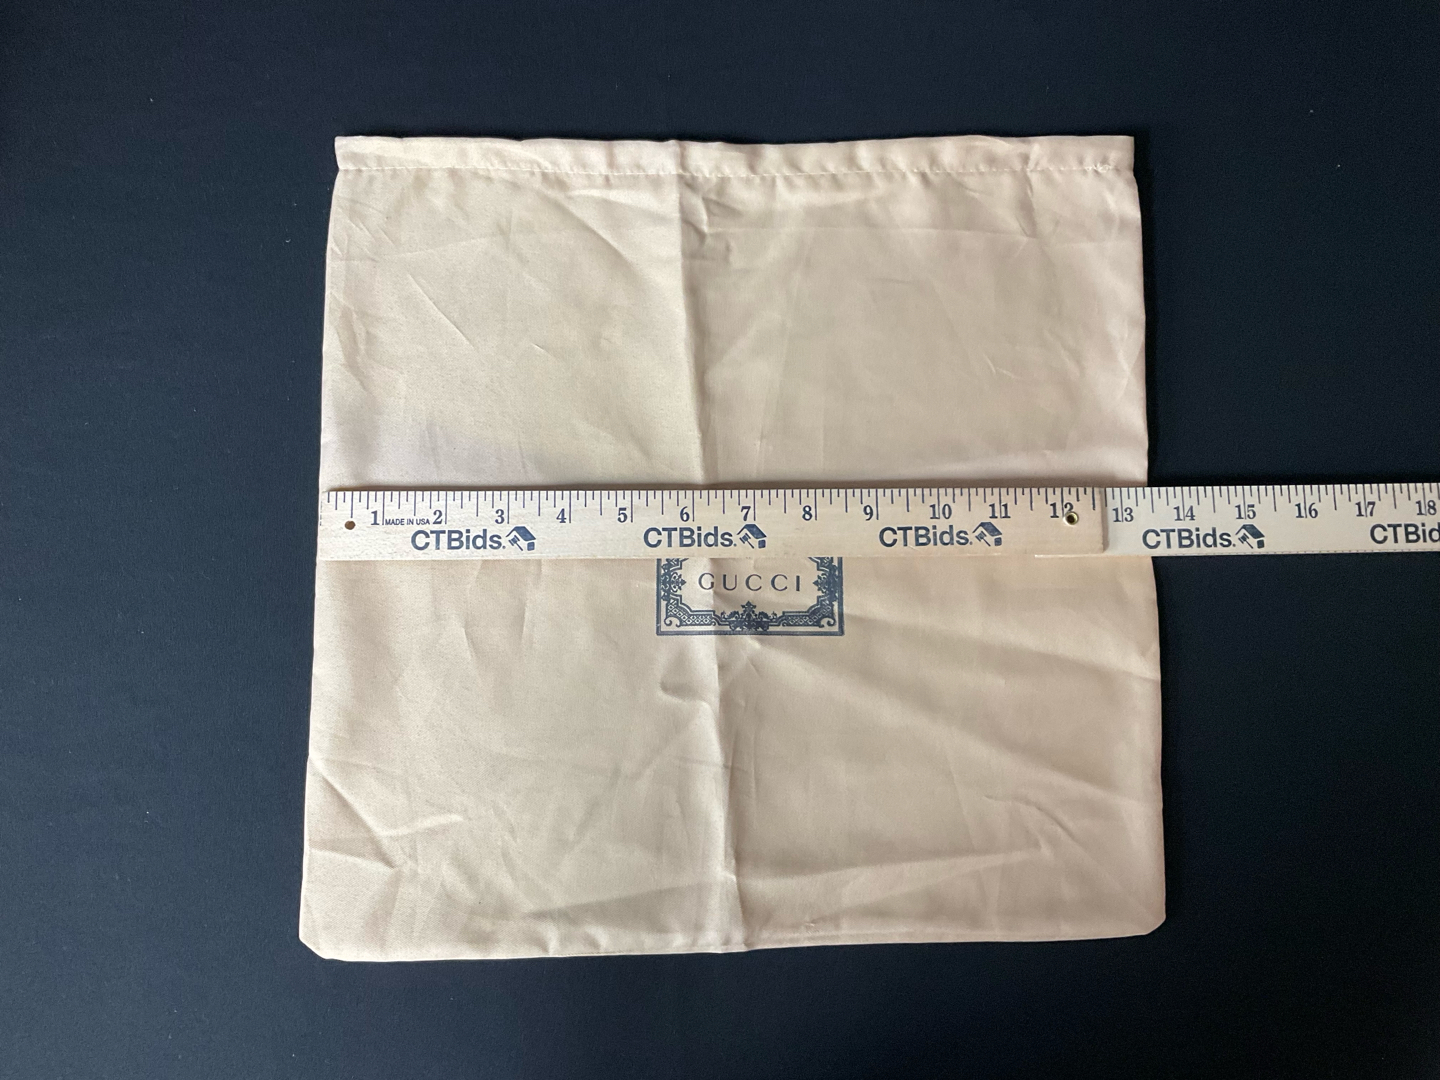 1 MADE IN USA 2 3 4 5 6 7 8 9 10 11 12 13 14 15 16 17 18
CTBids. CTBids. CTBids. CTBids. CTBid
GUCCI